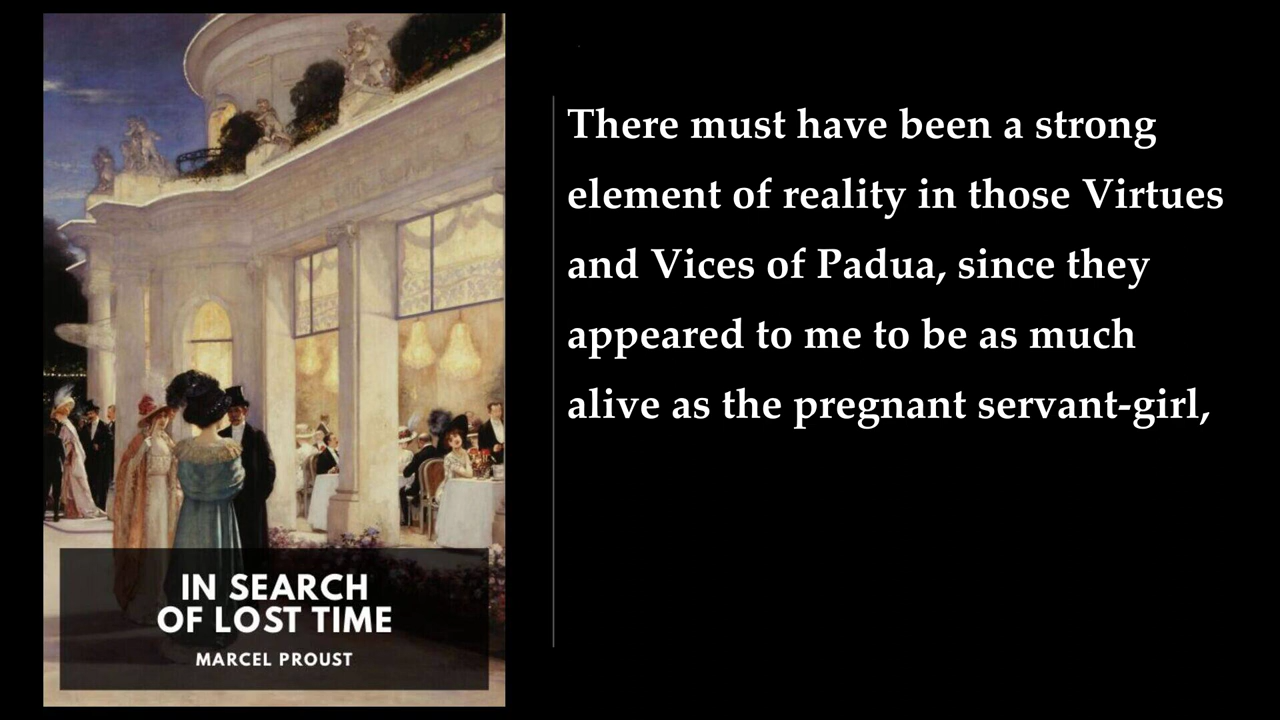 There must have been a strong
element of reality in those Virtues
and Vices of Padua, since they
appeared to me to be as much
alive as the pregnant servant-girl,
IN SEARCH
OF LOST TIME
MARCEL PROUST